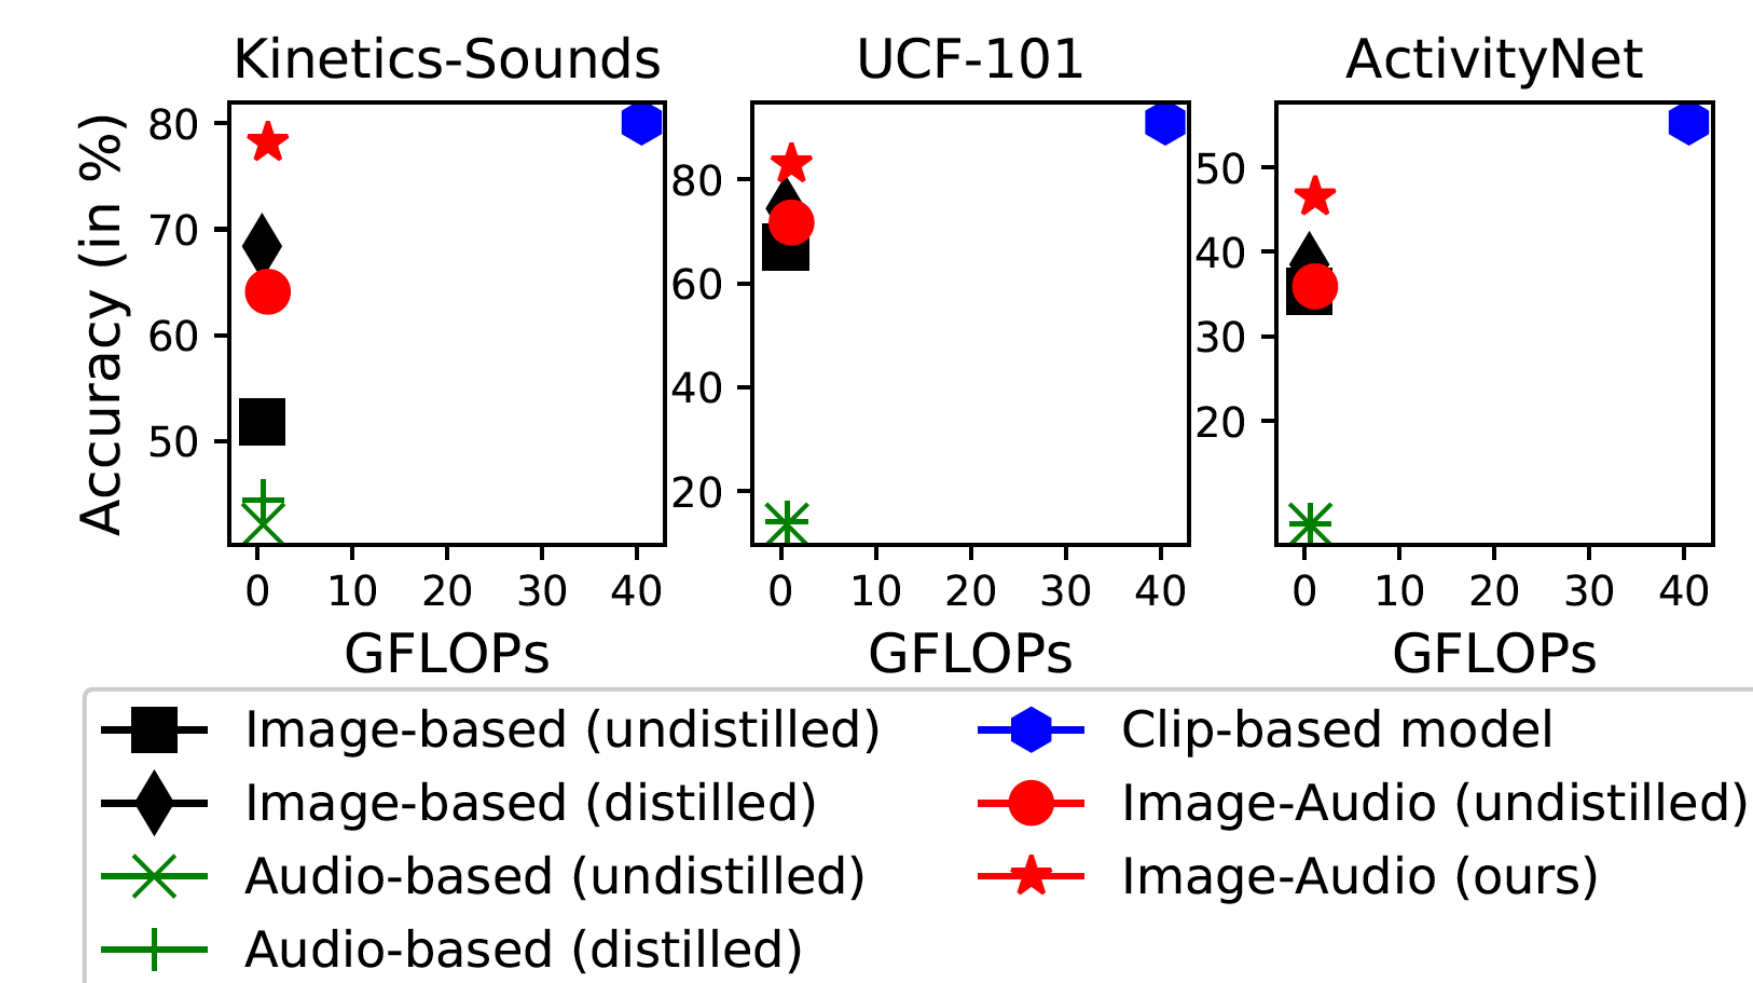 Kinetics-Sounds UCF-101 ActivityNet
Accuracy (in %)
80
70
60
50
80
60
40
20
50
40
30
20
0 10 20 30 40 0 10 20 30 40 0 10 20 30 40
GFLOPs GFLOPs GFLOPs
Image-based (undistilled)
Image-based (distilled)
Audio-based (undistilled)
Audio-based (distilled)
Clip-based model
Image-Audio (undistilled)
Image-Audio (ours)